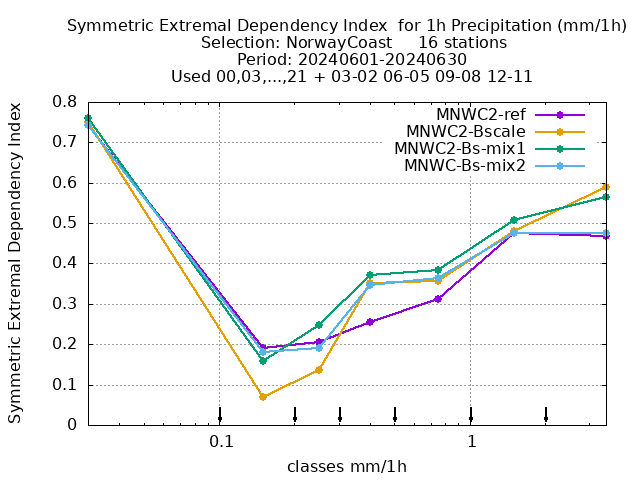 Symmetric Extremal Dependency Index  for 1h Precipitation (mm/1h)
Selection: NorwayCoast     16 stations
Period: 20240601-20240630
Used 00,03,...,21 + 03-02 06-05 09-08 12-11
MNWC2-ref
MNWC2-Bscale
MNWC2-Bs-mix1
MNWC-Bs-mix2
Symmetric Extremal Dependency Index
0.8
0.7
0.6
0.5
0.4
0.3
0.2
0.1
0
0.1 1
classes mm/1h